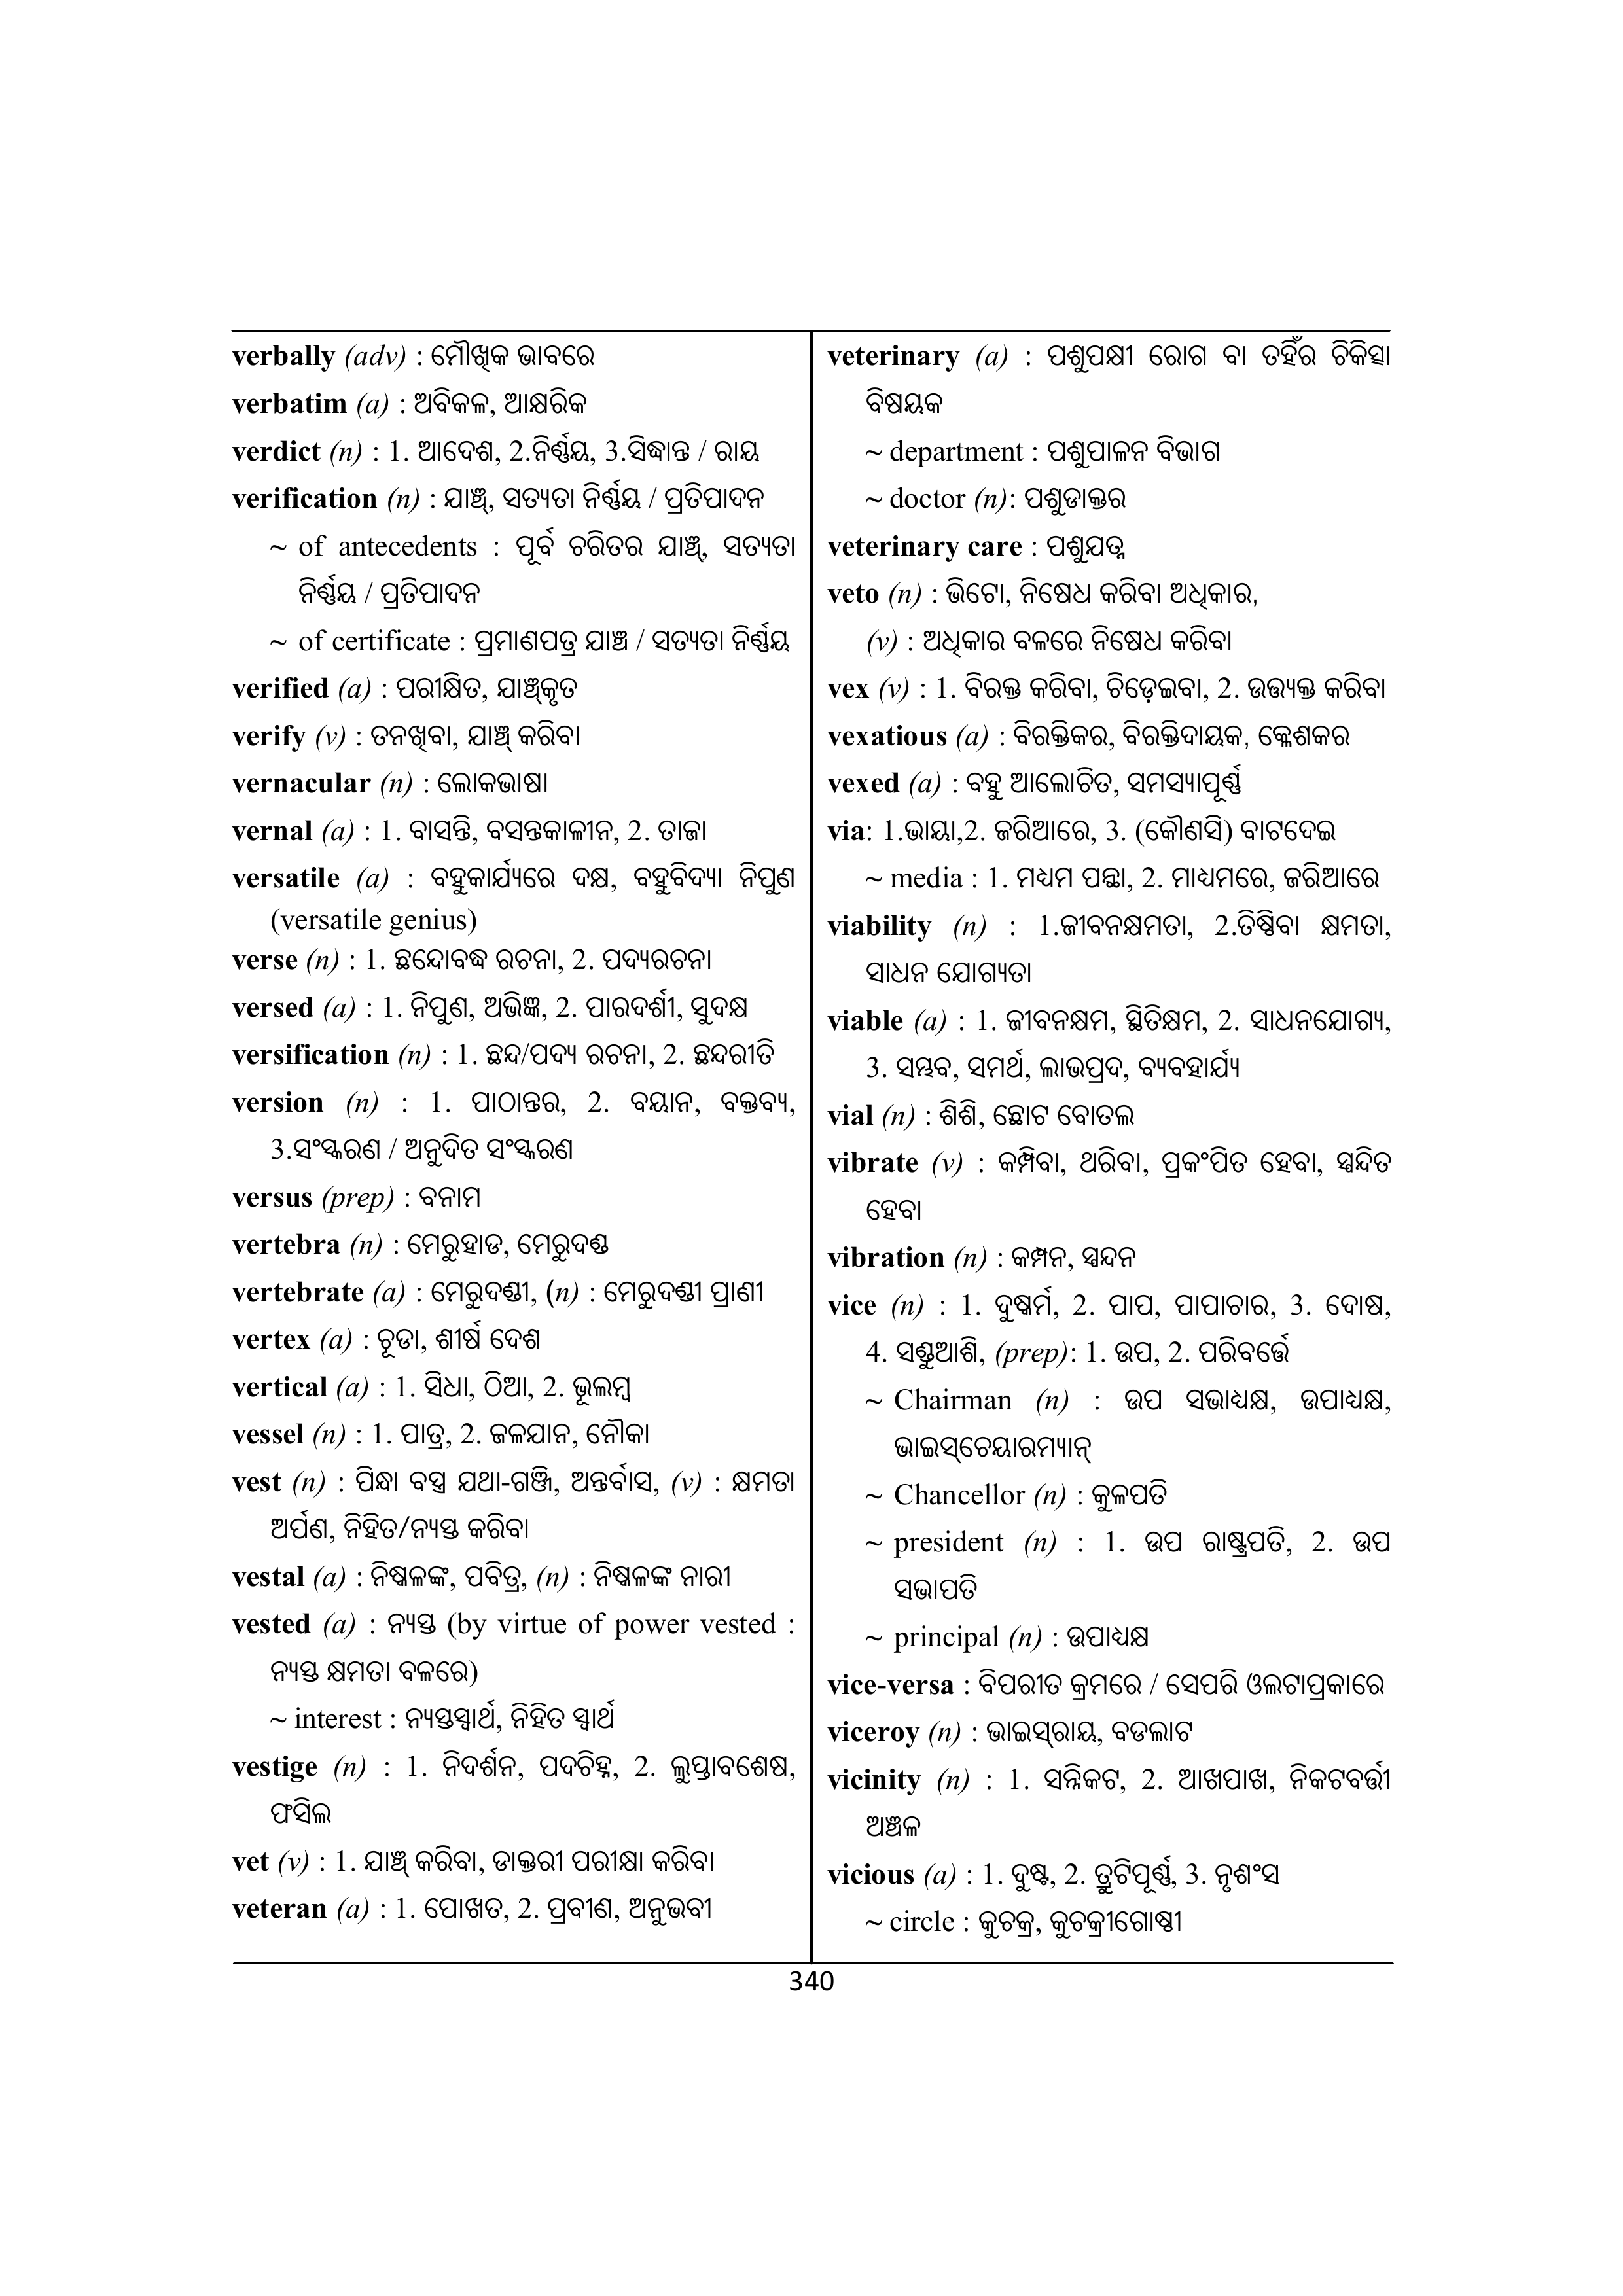 verbally (adv) : ମୌଖିକ ଭାବରେ
verbatim (a) : ଅବିକଳ, ଆକ୍ଷରିକ
verdict (n) : 1. ଆଦେଶ, 2.ନିର୍ଣ୍ଣୟ, 3.ସିଦ୍ଧାନ୍ତ / ରାୟ
verification (n) : ଯାଞ୍ଚ୍, ସତ୍ୟତା ନିର୍ଣ୍ଣୟ / ପ୍ରତିପାଦନ
~ of antecedents : ପୂର୍ବ ଚରିତର ଯାଞ୍ଚ୍, ସତ୍ୟତା
ନିର୍ଣ୍ଣୟ / ପ୍ରତିପାଦନ
~ of certificate : ପ୍ରମାଣପତ୍ର ଯାଞ୍ଚ / ସତ୍ୟତା ନିର୍ଣ୍ଣୟ
verified (a) : ପରୀକ୍ଷିତ, ଯାଞ୍ଚ୍‌କୃତ
verify (v) : ତନଖିବା, ଯାଞ୍ଚ୍ କରିବା
vernacular (n) : ଲୋକଭାଷା
vernal (a) : 1. ବାସନ୍ତି, ବସନ୍ତକାଳୀନ, 2. ତାଜା
versatile (a) : ବହୁକାର୍ଯ୍ୟରେ ଦକ୍ଷ, ବହୁବିଦ୍ୟା ନିପୁଣ
(versatile genius)
verse (n) : 1. ଛନ୍ଦୋବଦ୍ଧ ରଚନା, 2. ପଦ୍ୟରଚନା
versed (a) : 1. ନିପୁଣ, ଅଭିଜ୍ଞ, 2. ପାରଦର୍ଶୀ, ସୁଦକ୍ଷ
versification (n) : 1. ଛନ୍ଦ/ପଦ୍ୟ ରଚନା, 2. ଛନ୍ଦରୀତି
version (n) : 1. ପାଠାନ୍ତର, 2. ବୟାନ, ବକ୍ତବ୍ୟ,
3.ସଂସ୍କରଣ / ଅନୁଦିତ ସଂସ୍କରଣ
versus (prep) : ବନାମ
vertebra (n) : ମେରୁହାଡ, ମେରୁଦଣ୍ଡ
vertebrate (a) : ମେରୁଦଣ୍ଡୀ, (n) : ମେରୁଦଣ୍ଡୀ ପ୍ରାଣୀ
vertex (a) : ଚୂଡା, ଶୀର୍ଷ ଦେଶ
vertical (a) : 1. ସିଧା, ଠିଆ, 2. ଭୂଲମ୍ବ
vessel (n) : 1. ପାତ୍ର, 2. ଜଳଯାନ, ନୌକା
vest (n) : ପିନ୍ଧା ବସ୍ତ୍ର ଯଥା-ଗଞ୍ଜି, ଅନ୍ତର୍ବାସ, (v) : କ୍ଷମତା
ଅର୍ପଣ, ନିହିତ/ନ୍ୟସ୍ତ କରିବା
vestal (a) : ନିଷ୍କଳଙ୍କ, ପବିତ୍ର, (n) : ନିଷ୍କଳଙ୍କ ନାରୀ
vested (a) : ନ୍ୟସ୍ତ (by virtue of power vested :
ନ୍ୟସ୍ତ କ୍ଷମତା ବଳରେ)
~ interest : ନ୍ୟସ୍ତସ୍ୱାର୍ଥ, ନିହିତ ସ୍ୱାର୍ଥ
vestige (n) : 1. ନିଦର୍ଶନ, ପଦଚିହ୍ନ, 2. ଲୁପ୍ତାବଶେଷ,
ଫସିଲ
vet (v) : 1. ଯାଞ୍ଚ୍ କରିବା, ଡାକ୍ତରୀ ପରୀକ୍ଷା କରିବା
veteran (a) : 1. ପୋଖତ, 2. ପ୍ରବୀଣ, ଅନୁଭବୀ
veterinary (a) : ପଶୁପକ୍ଷୀ ରୋଗ ବା ତହିଁର ଚିକିତ୍ସା
ବିଷୟକ
~ department : ପଶୁପାଳନ ବିଭାଗ
~ doctor (n): ପଶୁଡାକ୍ତର
veterinary care : ପଶୁଯତ୍ନ
veto (n) : ଭିଟୋ, ନିଷେଧ କରିବା ଅଧିକାର,
(v) : ଅଧିକାର ବଳରେ ନିଷେଧ କରିବା
vex (v) : 1. ବିରକ୍ତ କରିବା, ଚିଡ଼େଇବା, 2. ଉତ୍ତ୍ୟକ୍ତ କରିବା
vexatious (a) : ବିରକ୍ତିକର, ବିରକ୍ତିଦାୟକ, କ୍ଳେଶକର
vexed (a) : ବହୁ ଆଲୋଚିତ, ସମସ୍ୟାପୂର୍ଣ୍ଣ
via: 1.ଭାୟା,2. ଜରିଆରେ, 3. (କୌଣସି) ବାଟଦେଇ
~ media : 1. ମଧ୍ୟମ ପନ୍ଥା, 2. ମାଧ୍ୟମରେ, ଜରିଆରେ
viability (n) : 1.ଜୀବନକ୍ଷମତା, 2.ତିଷ୍ଠିବା କ୍ଷମତା,
ସାଧନ ଯୋଗ୍ୟତା
viable (a) : 1. ଜୀବନକ୍ଷମ, ସ୍ଥିତିକ୍ଷମ, 2. ସାଧନଯୋଗ୍ୟ,
3. ସମ୍ଭବ, ସମର୍ଥ, ଲାଭପ୍ରଦ, ବ୍ୟବହାର୍ଯ୍ୟ
vial (n) : ଶିଶି, ଛୋଟ ବୋତଲ
vibrate (v) : କମ୍ପିବା, ଥରିବା, ପ୍ରକଂପିତ ହେବା, ସ୍ପନ୍ଦିତ
ହେବା
vibration (n) : କମ୍ପନ, ସ୍ପନ୍ଦନ
vice (n) : 1. ଦୁଷ୍କର୍ମ, 2. ପାପ, ପାପାଚାର, 3. ଦୋଷ,
4. ସଣ୍ଡୁଆଶି, (prep): 1. ଉପ, 2. ପରିବର୍ତ୍ତେ
~ Chairman (n) : ଉପ ସଭାଧ୍ୟକ୍ଷ, ଉପାଧ୍ୟକ୍ଷ,
ଭାଇସ୍‌ଚେୟାରମ୍ୟାନ୍
~ Chancellor (n) : କୁଳପତି
~ president (n) : 1. ଉପ ରାଷ୍ଟ୍ରପତି, 2. ଉପ
ସଭାପତି
~ principal (n) : ଉପାଧ୍ୟକ୍ଷ
vice-versa : ବିପରୀତ କ୍ରମରେ / ସେପରି ଓଲଟାପ୍ରକାରେ
viceroy (n) : ଭାଇସ୍‌ରାୟ, ବଡଲାଟ
vicinity (n) : 1. ସନ୍ନିକଟ, 2. ଆଖପାଖ, ନିକଟବର୍ତ୍ତୀ
ଅଞ୍ଚଳ
vicious (a) : 1. ଦୁଷ୍ଟ, 2. ତ୍ରୁଟିପୂର୍ଣ୍ଣ, 3. ନୃଶଂସ
~ circle : କୁଚକ୍ର, କୁଚକ୍ରୀଗୋଷ୍ଠୀ
340